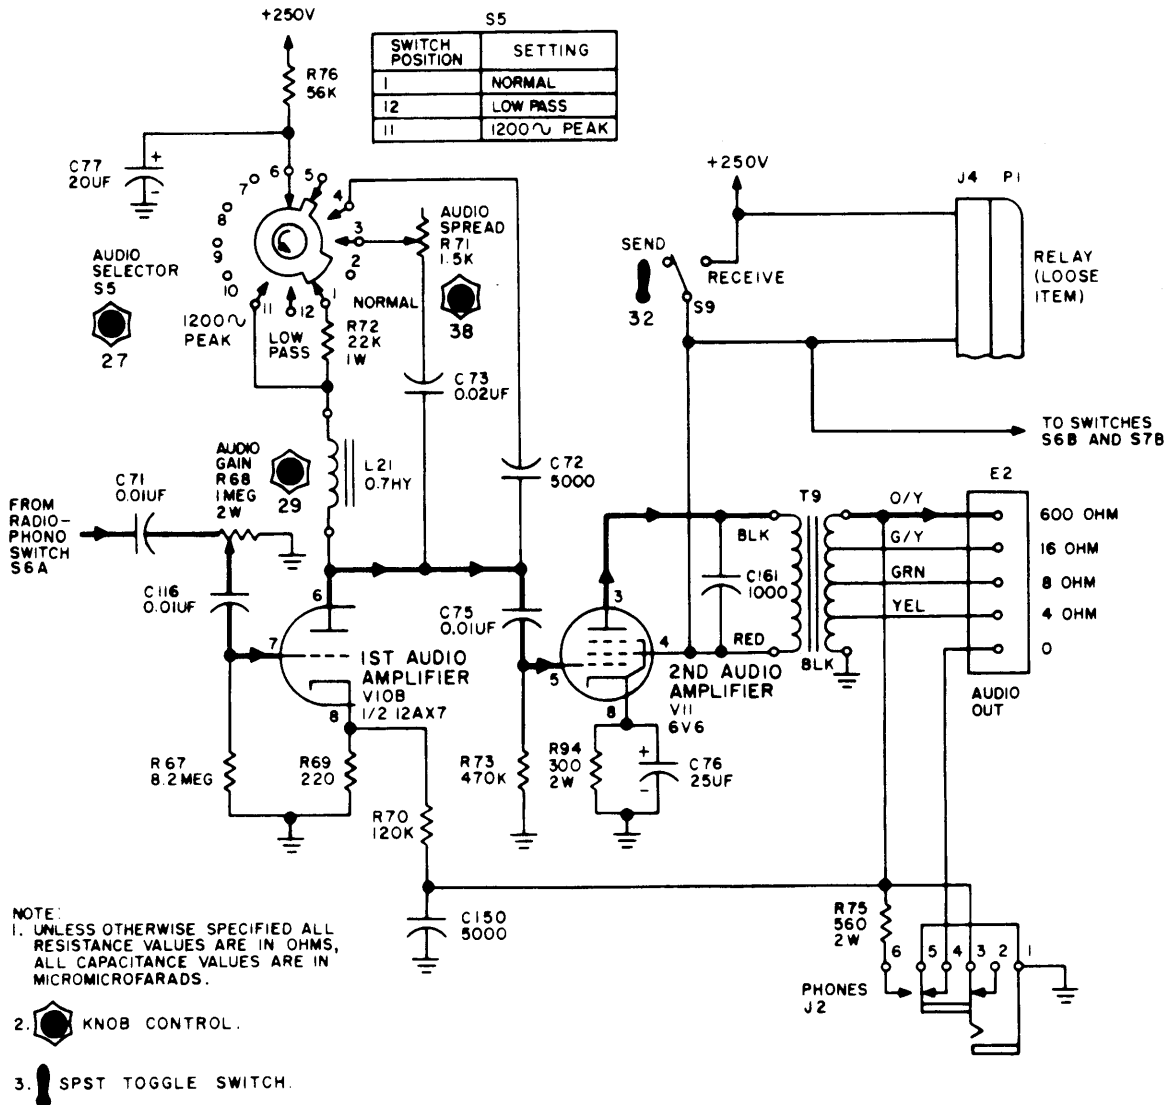 +250V
S5
SWITCH POSITION
SETTING
1
NORMAL
12
LOW PASS
11
1200∿ PEAK
R76
56K
C77
20UF
+
-
6
5
4
3
2
1
12
11
10
9
8
7
AUDIO
SELECTOR
S5
27
1200∿
PEAK
LOW
PASS
NORMAL
AUDIO
SPREAD
R71
1.5K
38
R72
22K
1W
C73
0.02UF
L21
0.7HY
C72
5000
+250V
J4 P1
SEND
RECEIVE
S9
32
RELAY
(LOOSE
ITEM)
TO SWITCHES
S6B AND S7B
FROM
RADIO-
PHONO
SWITCH
S6A
C71
0.01UF
AUDIO
GAIN
R68
1MEG
2W
29
C116
0.01UF
6
7
8
1ST AUDIO
AMPLIFIER
V10B
1/2 12AX7
C75
0.01UF
3
4
5
8
2ND AUDIO
AMPLIFIER
V11
6V6
C161
1000
BLK
RED
T9
BLK
O/Y
G/Y
GRN
YEL
E2
600 OHM
16 OHM
8 OHM
4 OHM
0
AUDIO
OUT
R67
8.2MEG
R69
220
R70
120K
R73
470K
R94
300
2W
+
-
C76
25UF
C150
5000
R75
560
2W
6
5
4
3
2
1
PHONES
J2
NOTE:
1. UNLESS OTHERWISE SPECIFIED ALL
RESISTANCE VALUES ARE IN OHMS,
ALL CAPACITANCE VALUES ARE IN
MICROMICROFARADS.
2. KNOB CONTROL.
3. SPST TOGGLE SWITCH.